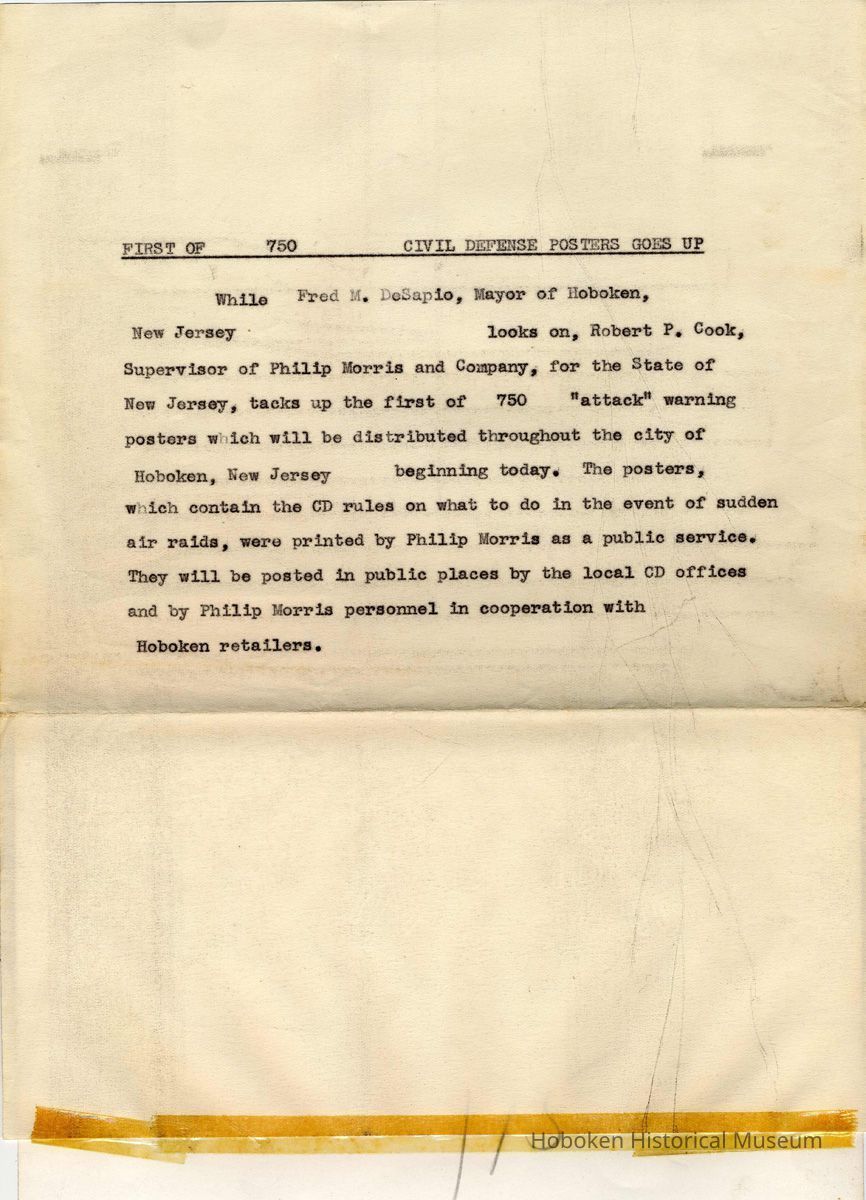 FIRST OF 750 CIVIL DEFENSE POSTERS GOES UP
While Fred M. DeSapio, Mayor of Hoboken,
New Jersey looks on, Robert P. Cook,
Supervisor of Philip Morris and Company, for the State of
New Jersey, tacks up the first of 750 "attack" warning
posters which will be distributed throughout the city of
Hoboken, New Jersey beginning today. The posters,
which contain the CD rules on what to do in the event of sudden
air raids, were printed by Philip Morris as a public service.
They will be posted in public places by the local CD offices
and by Philip Morris personnel in cooperation with
Hoboken retailers.
Hoboken Historical Museum